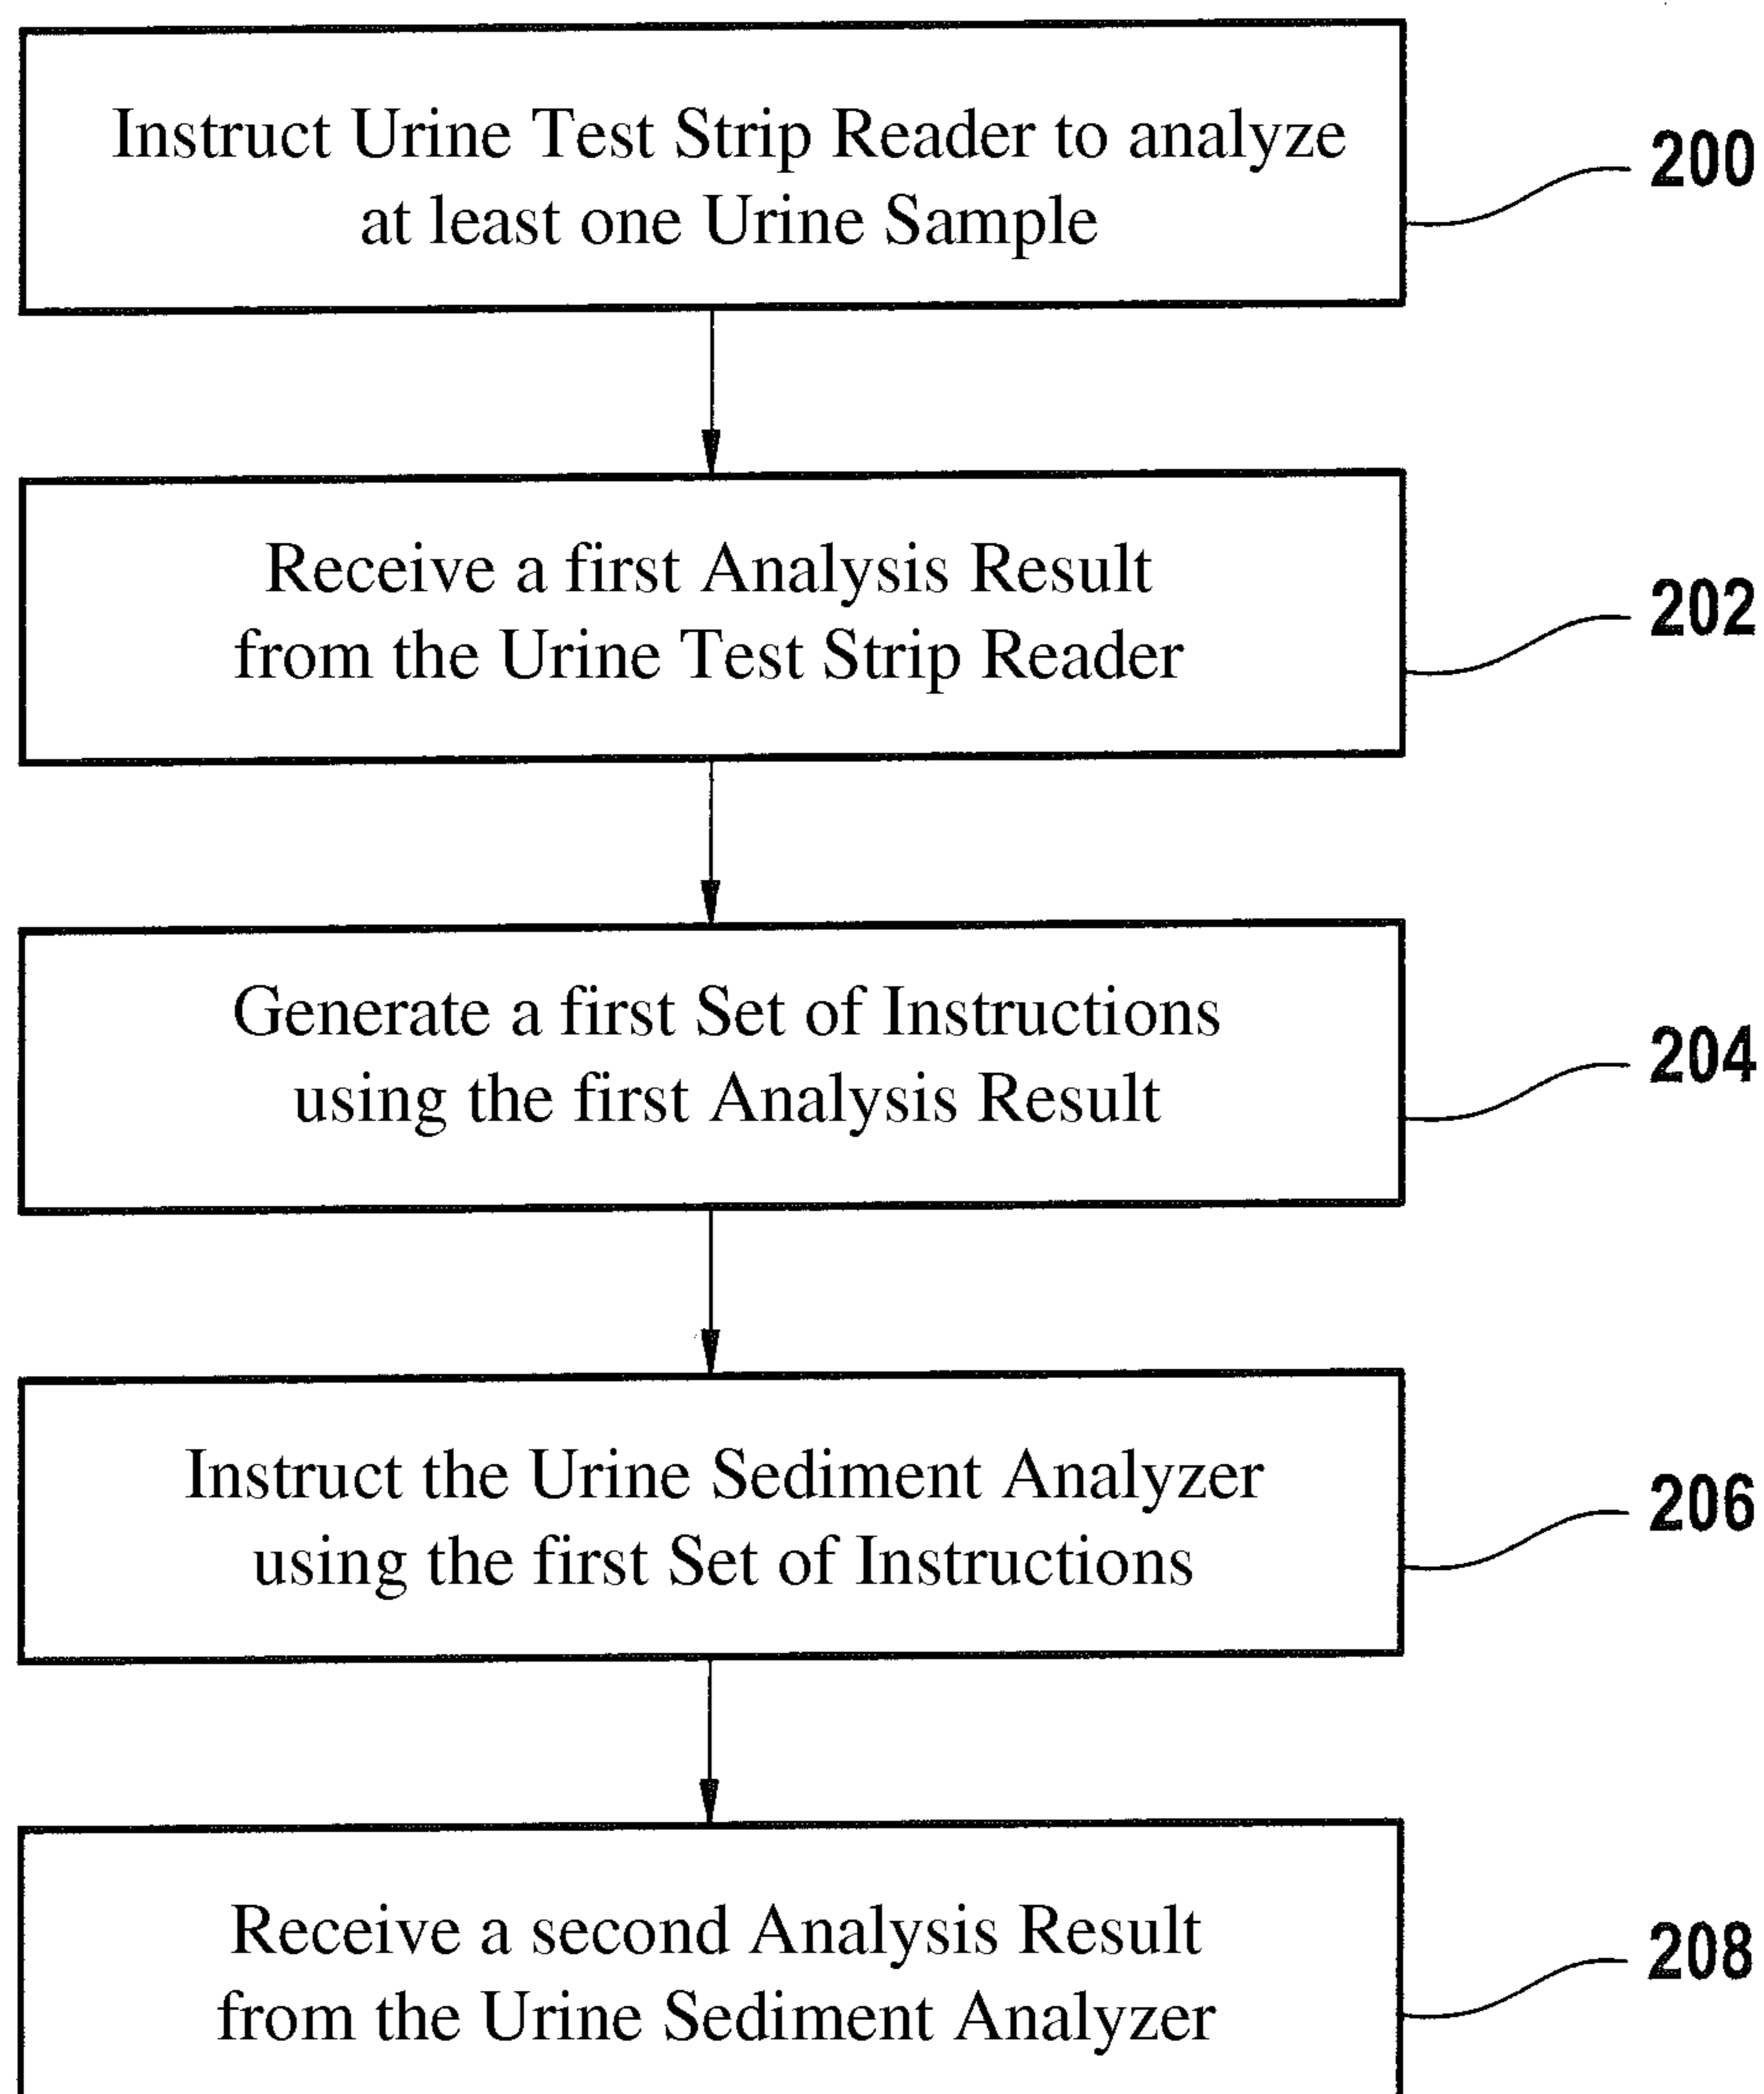 Instruct Urine Test Strip Reader to analyze
at least one Urine Sample
200
Receive a first Analysis Result
from the Urine Test Strip Reader
202
Generate a first Set of Instructions
using the first Analysis Result
204
Instruct the Urine Sediment Analyzer
using the first Set of Instructions
206
Receive a second Analysis Result
from the Urine Sediment Analyzer
208